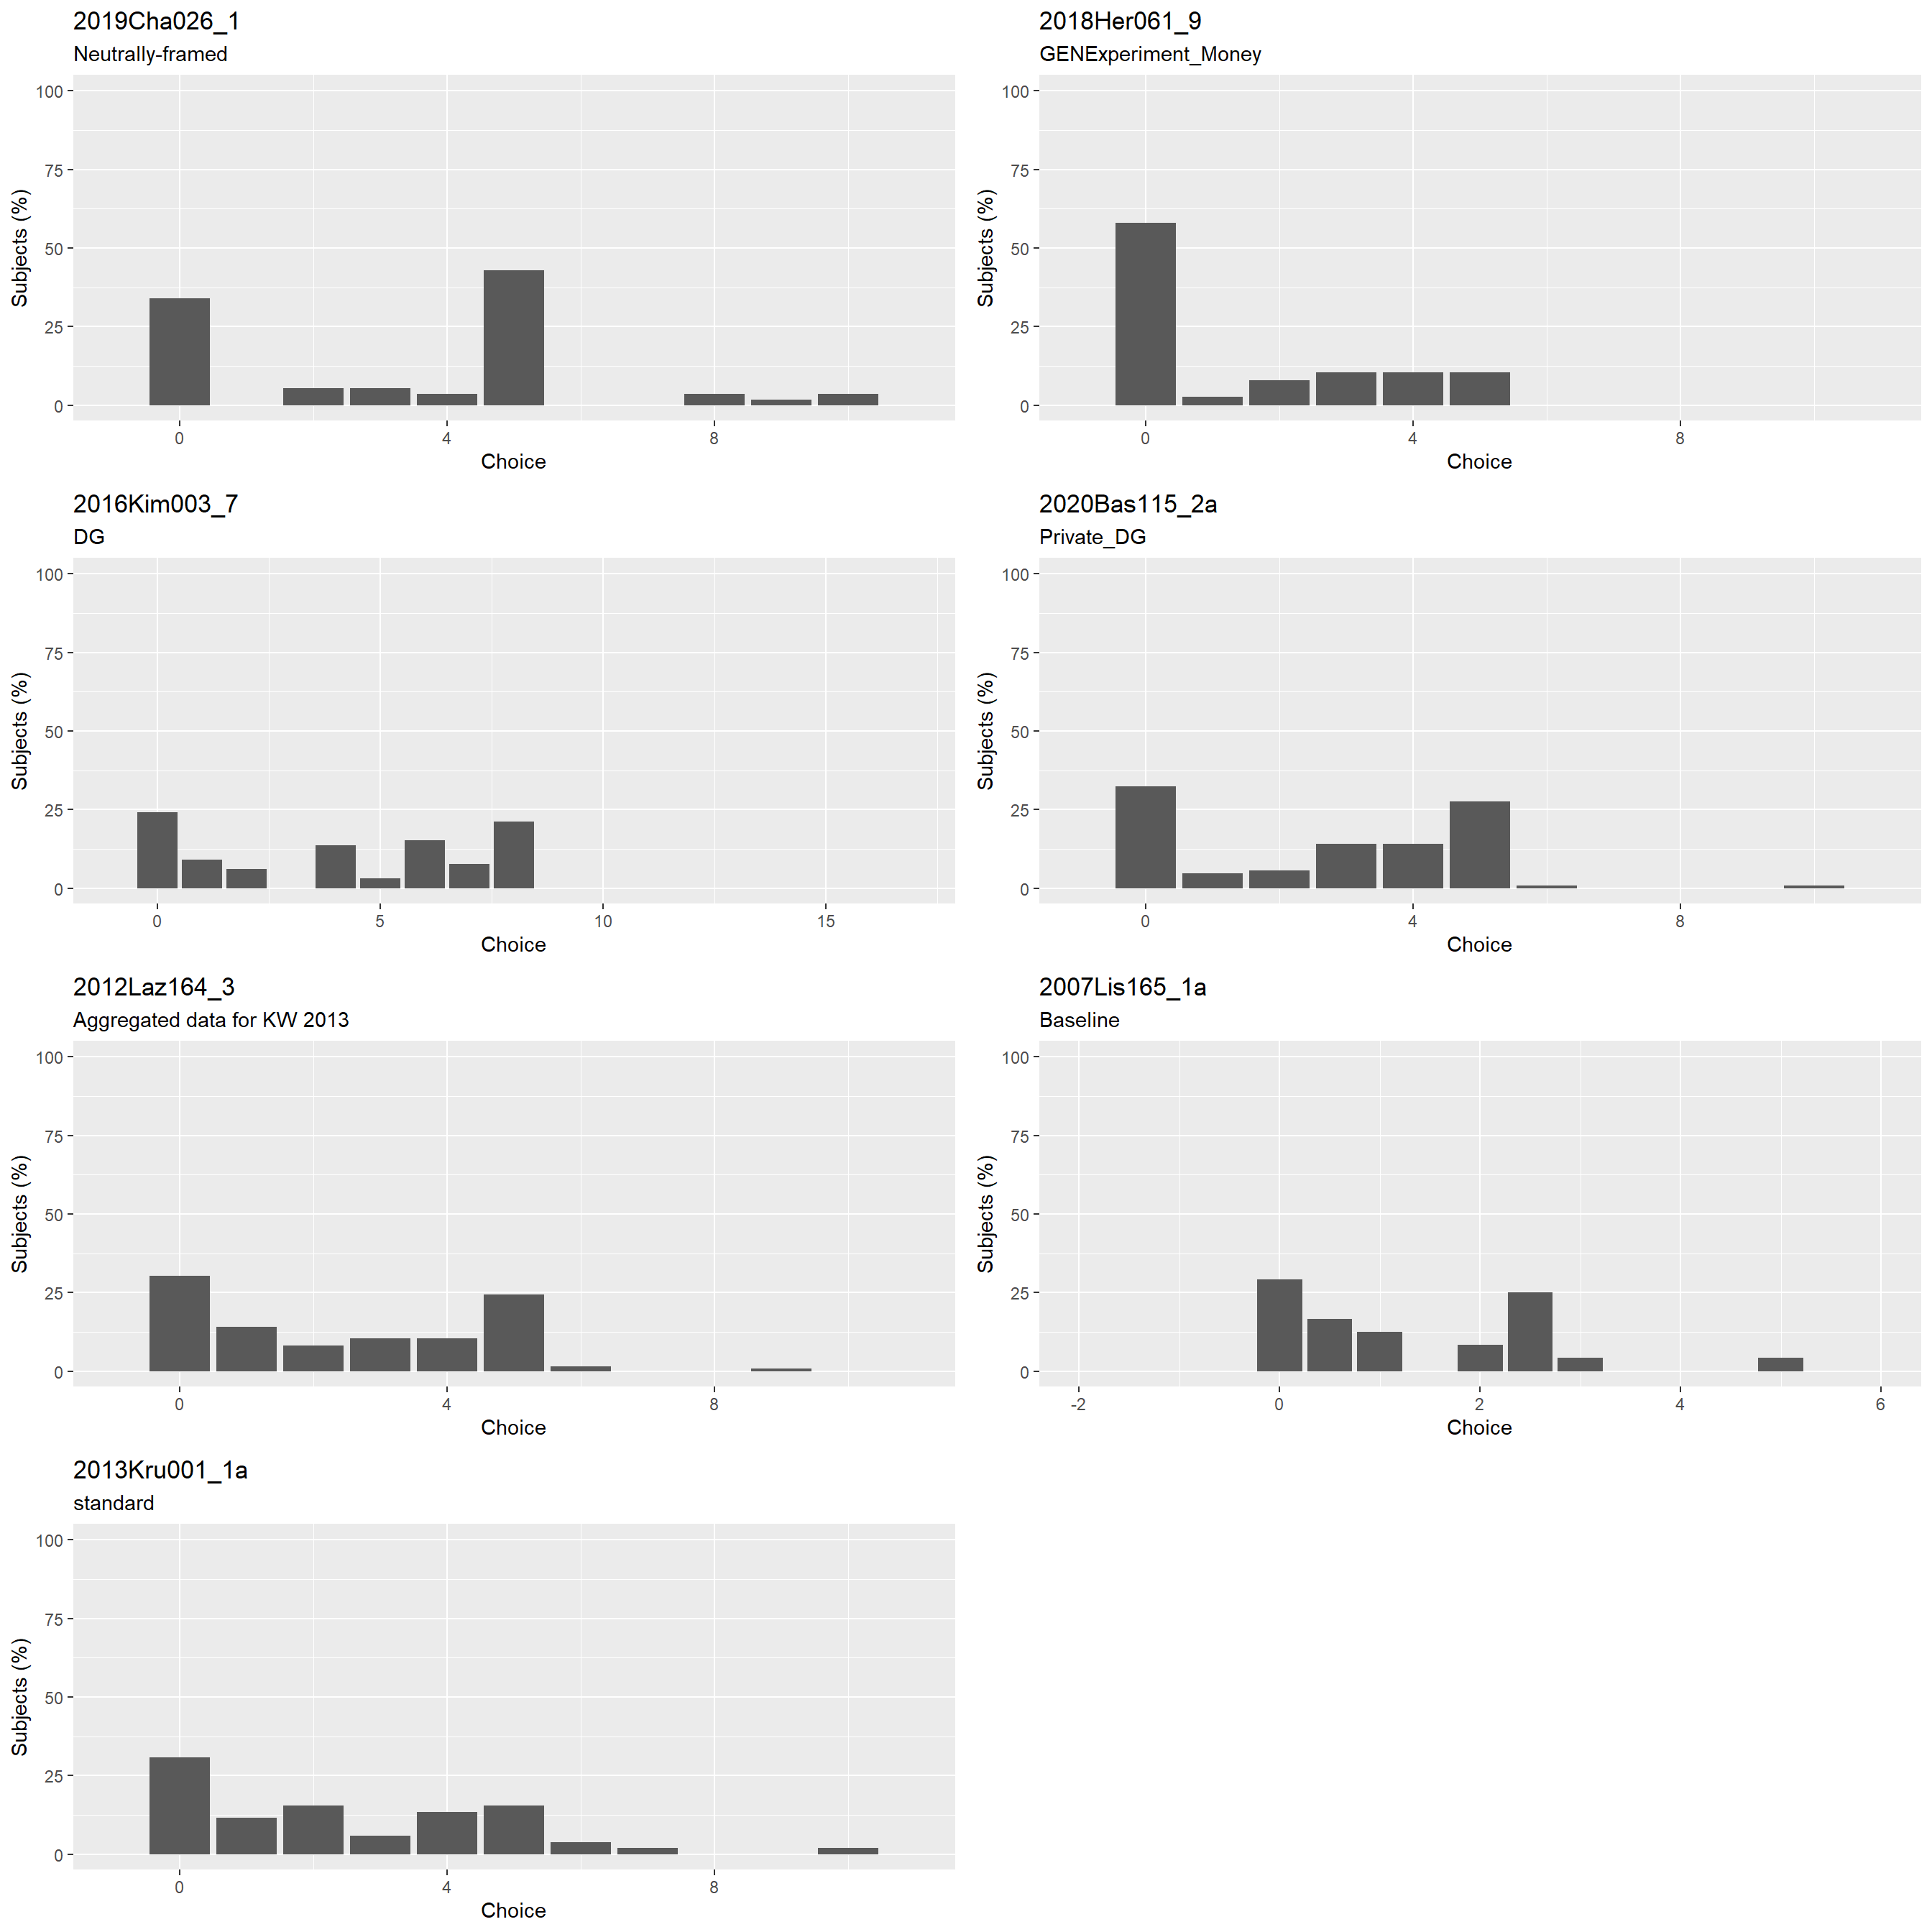 2019Cha026_1
Neutrally-framed
100
75
50
25
0
Subjects (%)
0 4 8
Choice
2018Her061_9
GENExperiment_Money
100
75
50
25
0
Subjects (%)
0 4 8
Choice
2016Kim003_7
DG
100
75
50
25
0
Subjects (%)
0 5 10 15
Choice
2020Bas115_2a
Private_DG
100
75
50
25
0
Subjects (%)
0 4 8
Choice
2012Laz164_3
Aggregated data for KW 2013
100
75
50
25
0
Subjects (%)
0 4 8
Choice
2007Lis165_1a
Baseline
100
75
50
25
0
Subjects (%)
-2 0 2 4 6
Choice
2013Kru001_1a
standard
100
75
50
25
0
Subjects (%)
0 4 8
Choice